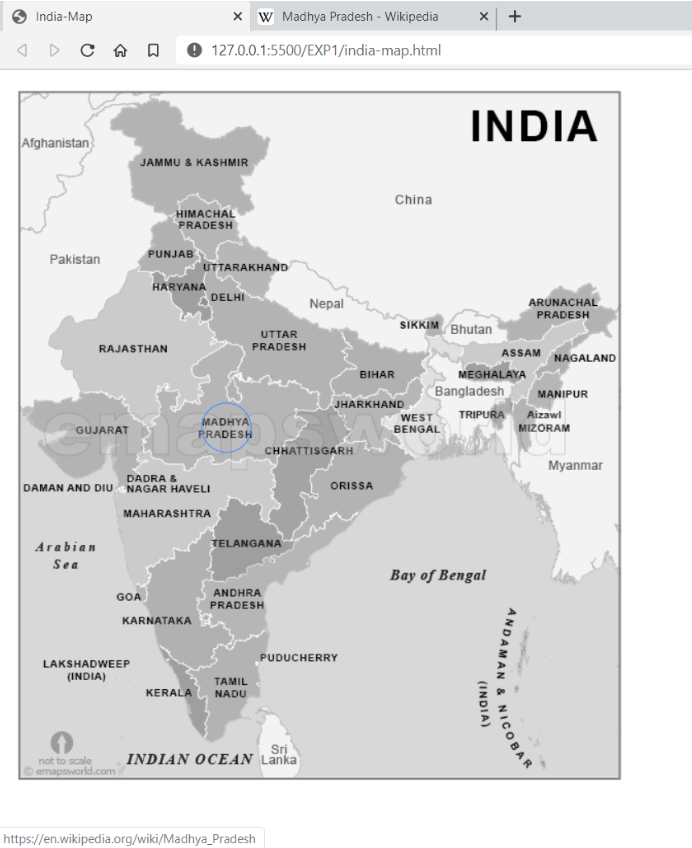 India-Map
Madhya Pradesh - Wikipedia
127.0.0.1:5500/EXP1/india-map.html
INDIA
Afghanistan
JAMMU & KASHMIR
China
HIMACHAL
PRADESH
Pakistan
PUNJAB
UTTARAKHAND
HARYANA
DELHI
Nepal
ARUNACHAL
PRADESH
SIKKIM
Bhutan
UTTAR
PRADESH
RAJASTHAN
ASSAM
NAGALAND
BIHAR
MEGHALAYA
Bangladesh
MANIPUR
JHARKHAND
WEST
BENGAL
TRIPURA
Aizawl
MIZORAM
MADHYA
PRADESH
GUJARAT
emapsworld
CHHATTISGARH
Myanmar
DADRA &
NAGAR HAVELI
DAMAN AND DIU
ORISSA
MAHARASHTRA
Arabian
Sea
TELANGANA
Bay of Bengal
GOA
ANDHRA
PRADESH
KARNATAKA
ANDAMAN & NICOBAR
(INDIA)
LAKSHADWEEP
(INDIA)
PUDUCHERRY
KERALA
TAMIL
NADU
not to scale
© emapsworld.com
INDIAN OCEAN
Sri
Lanka
https://en.wikipedia.org/wiki/Madhya_Pradesh